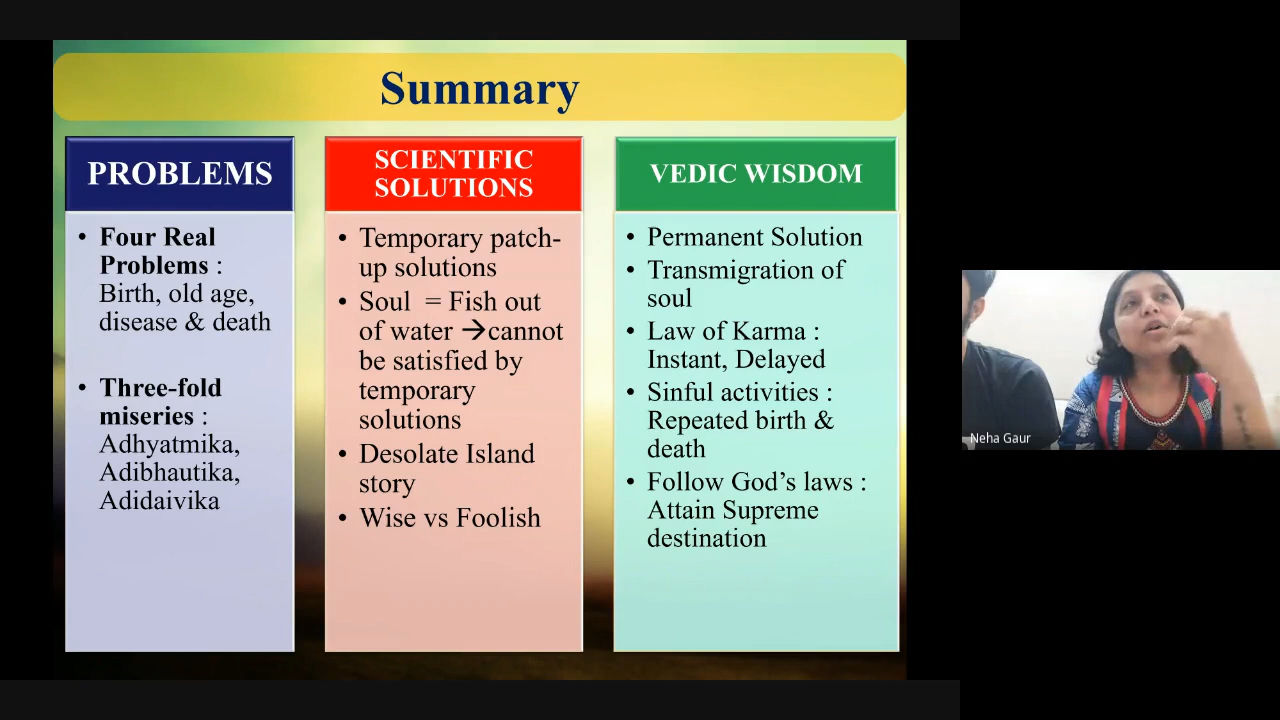 Summary
PROBLEMS
• Four Real
Problems :
Birth, old age,
disease & death
• Three-fold
miseries :
Adhyatmika,
Adibhautika,
Adidaivika
SCIENTIFIC
SOLUTIONS
• Temporary patch-
up solutions
• Soul = Fish out
of water →cannot
be satisfied by
temporary
solutions
• Desolate Island
story
• Wise vs Foolish
VEDIC WISDOM
• Permanent Solution
• Transmigration of
soul
• Law of Karma :
Instant, Delayed
• Sinful activities :
Repeated birth &
death
• Follow God’s laws :
Attain Supreme
destination
Neha Gaur